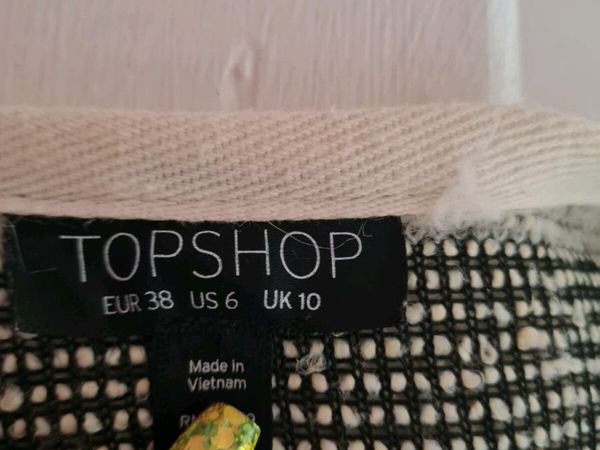 TOPSHOP
EUR 38 US 6 UK 10
Made in
Vietnam